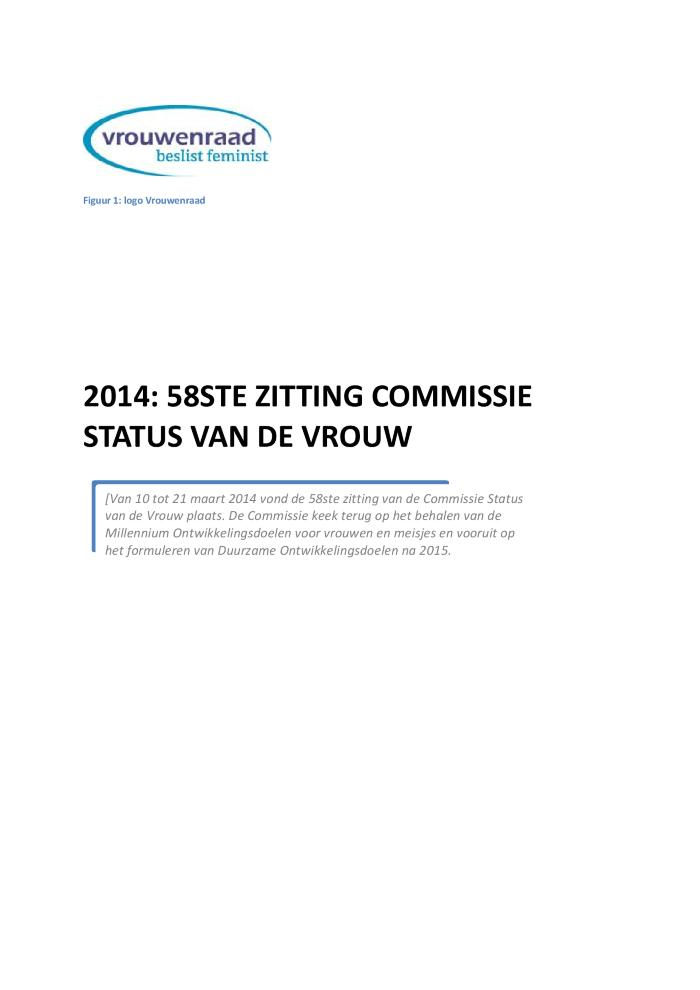 vrouwenraad
beslist feminist
Figuur 1: logo Vrouwenraad
2014: 58STE ZITTING COMMISSIE
STATUS VAN DE VROUW
[Van 10 tot 21 maart 2014 vond de 58ste zitting van de Commissie Status
van de Vrouw plaats. De Commissie keek terug op het behalen van de
Millennium Ontwikkelingsdoelen voor vrouwen en meisjes en vooruit op
het formuleren van Duurzame Ontwikkelingsdoelen na 2015.